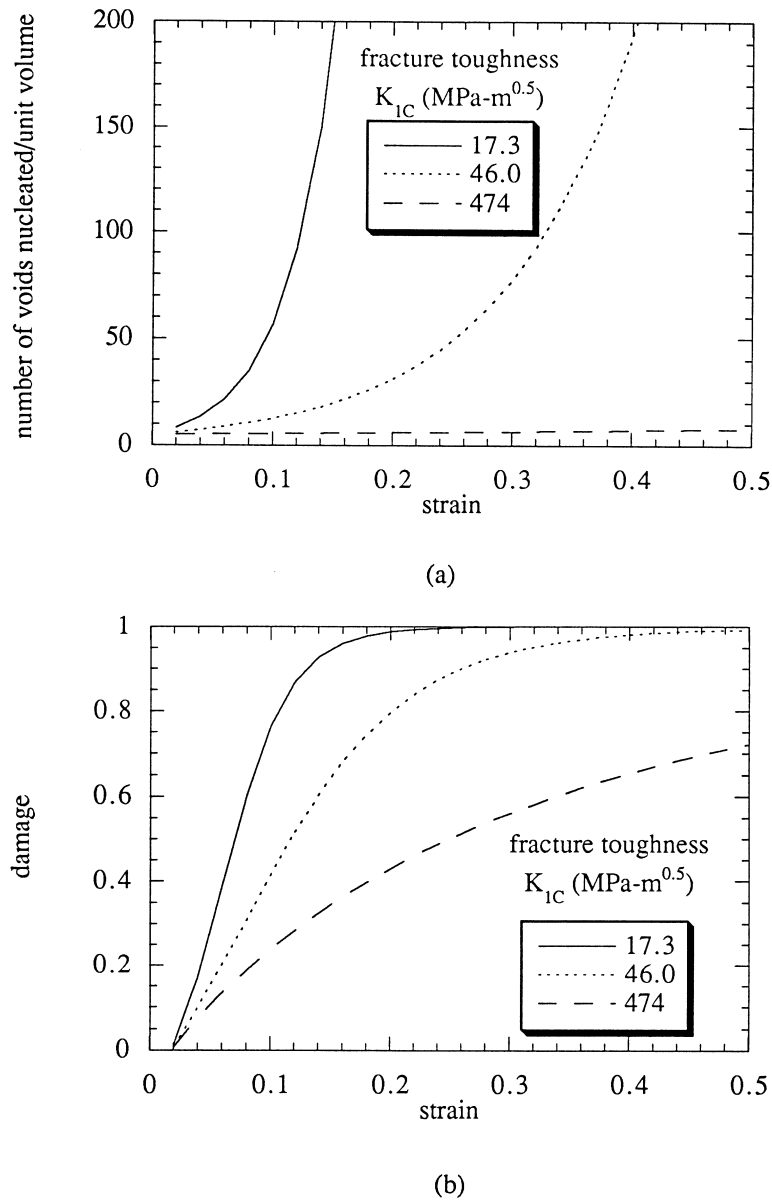 200
150
100
50
0
number of voids nucleated/unit volume
fracture toughness
K1C (MPa-m0.5)
17.3
46.0
474
0 0.1 0.2 0.3 0.4 0.5
strain
(a)
1
0.8
0.6
0.4
0.2
0
damage
fracture toughness
K1C (MPa-m0.5)
17.3
46.0
474
0 0.1 0.2 0.3 0.4 0.5
strain
(b)